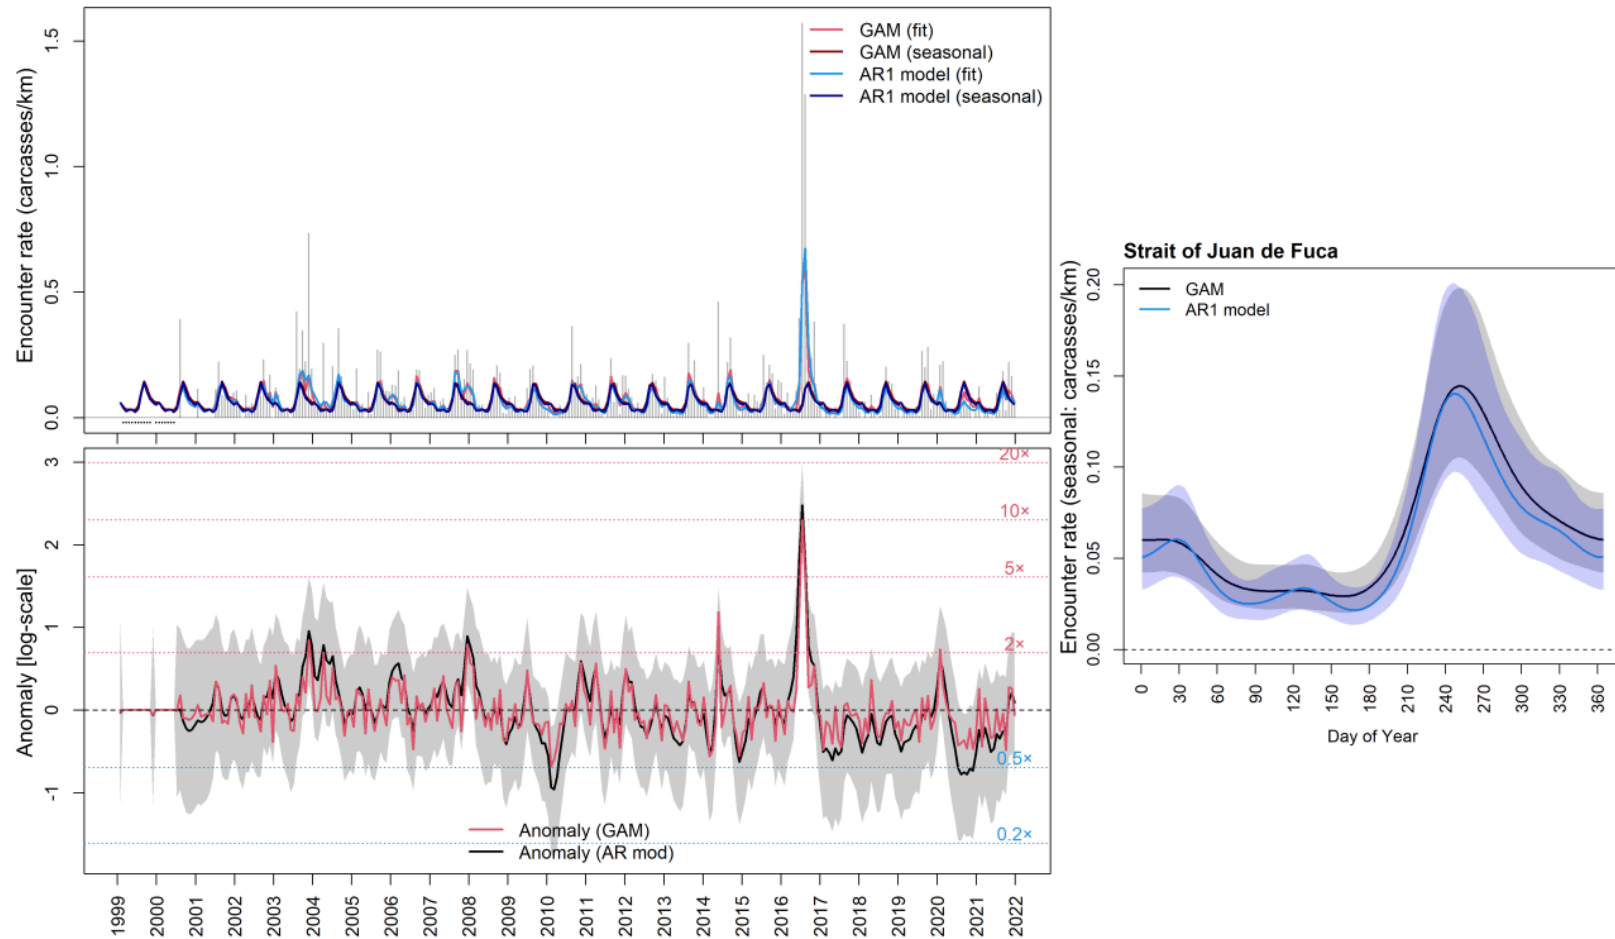 GAM (fit)
GAM (seasonal)
AR1 model (fit)
AR1 model (seasonal)
Encounter rate (carcasses/km)
1.5
1.0
0.5
0.0
20×
10×
5×
2×
0.5×
0.2×
Anomaly [log-scale]
3
2
1
0
-1
Anomaly (GAM)
Anomaly (AR mod)
1999 2000 2001 2002 2003 2004 2005 2006 2007 2008 2009 2010 2011 2012 2013 2014 2015 2016 2017 2018 2019 2020 2021 2022
Strait of Juan de Fuca
GAM
AR1 model
Encounter rate (seasonal: carcasses/km)
0.20
0.15
0.10
0.05
0.00
0 30 60 90 120 150 180 210 240 270 300 330 360
Day of Year